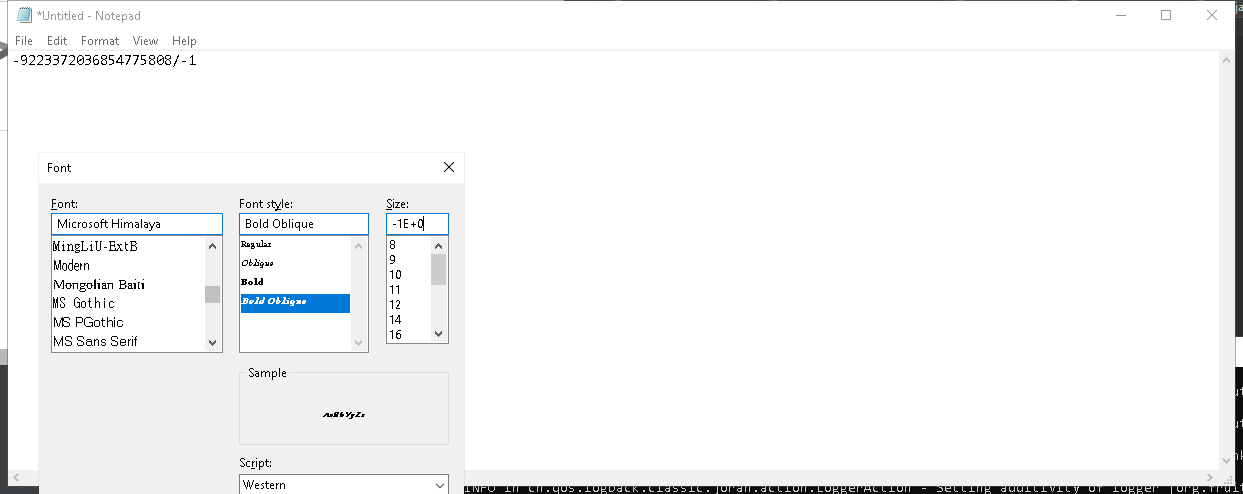 *Untitled - Notepad
File Edit Format View Help
-9223372036854775808/-1
Font
Font: Font style: Size:
Microsoft Himalaya Bold Oblique -1E+0
MingLiU-ExtB
Modern
Mongolian Baiti
MS Gothic
MS PGothic
MS Sans Serif
Regular
Oblique
Bold
Bold Oblique
8
9
10
11
12
14
16
Sample
AaBbYyZz
Script:
Western
INFO in ch.qos.logback.classic.joran.action.LoggerAction - Setting additivity of logger